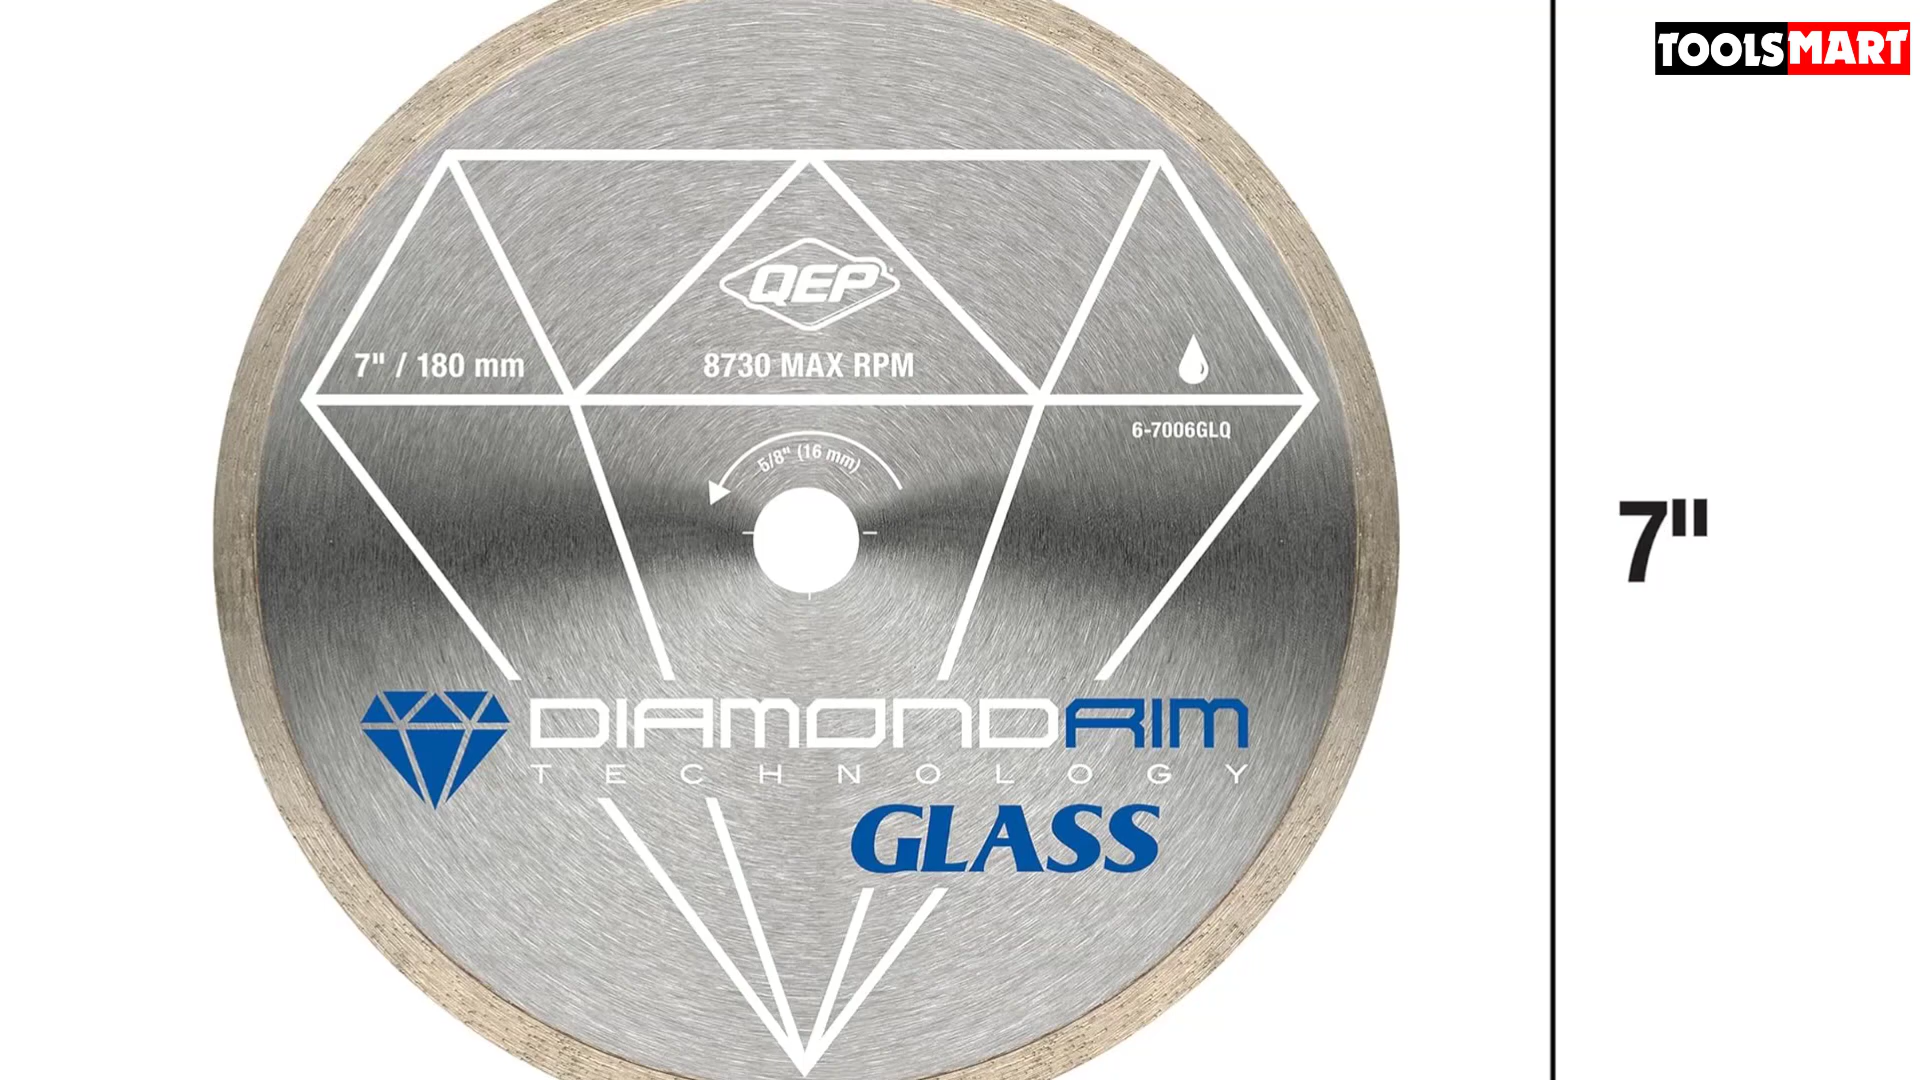 TOOLSMART
QEP
7" / 180 mm
8730 MAX RPM
6-7006GLQ
5/8" (16 mm)
7"
DIAMONDRIM
TECHNOLOGY
GLASS